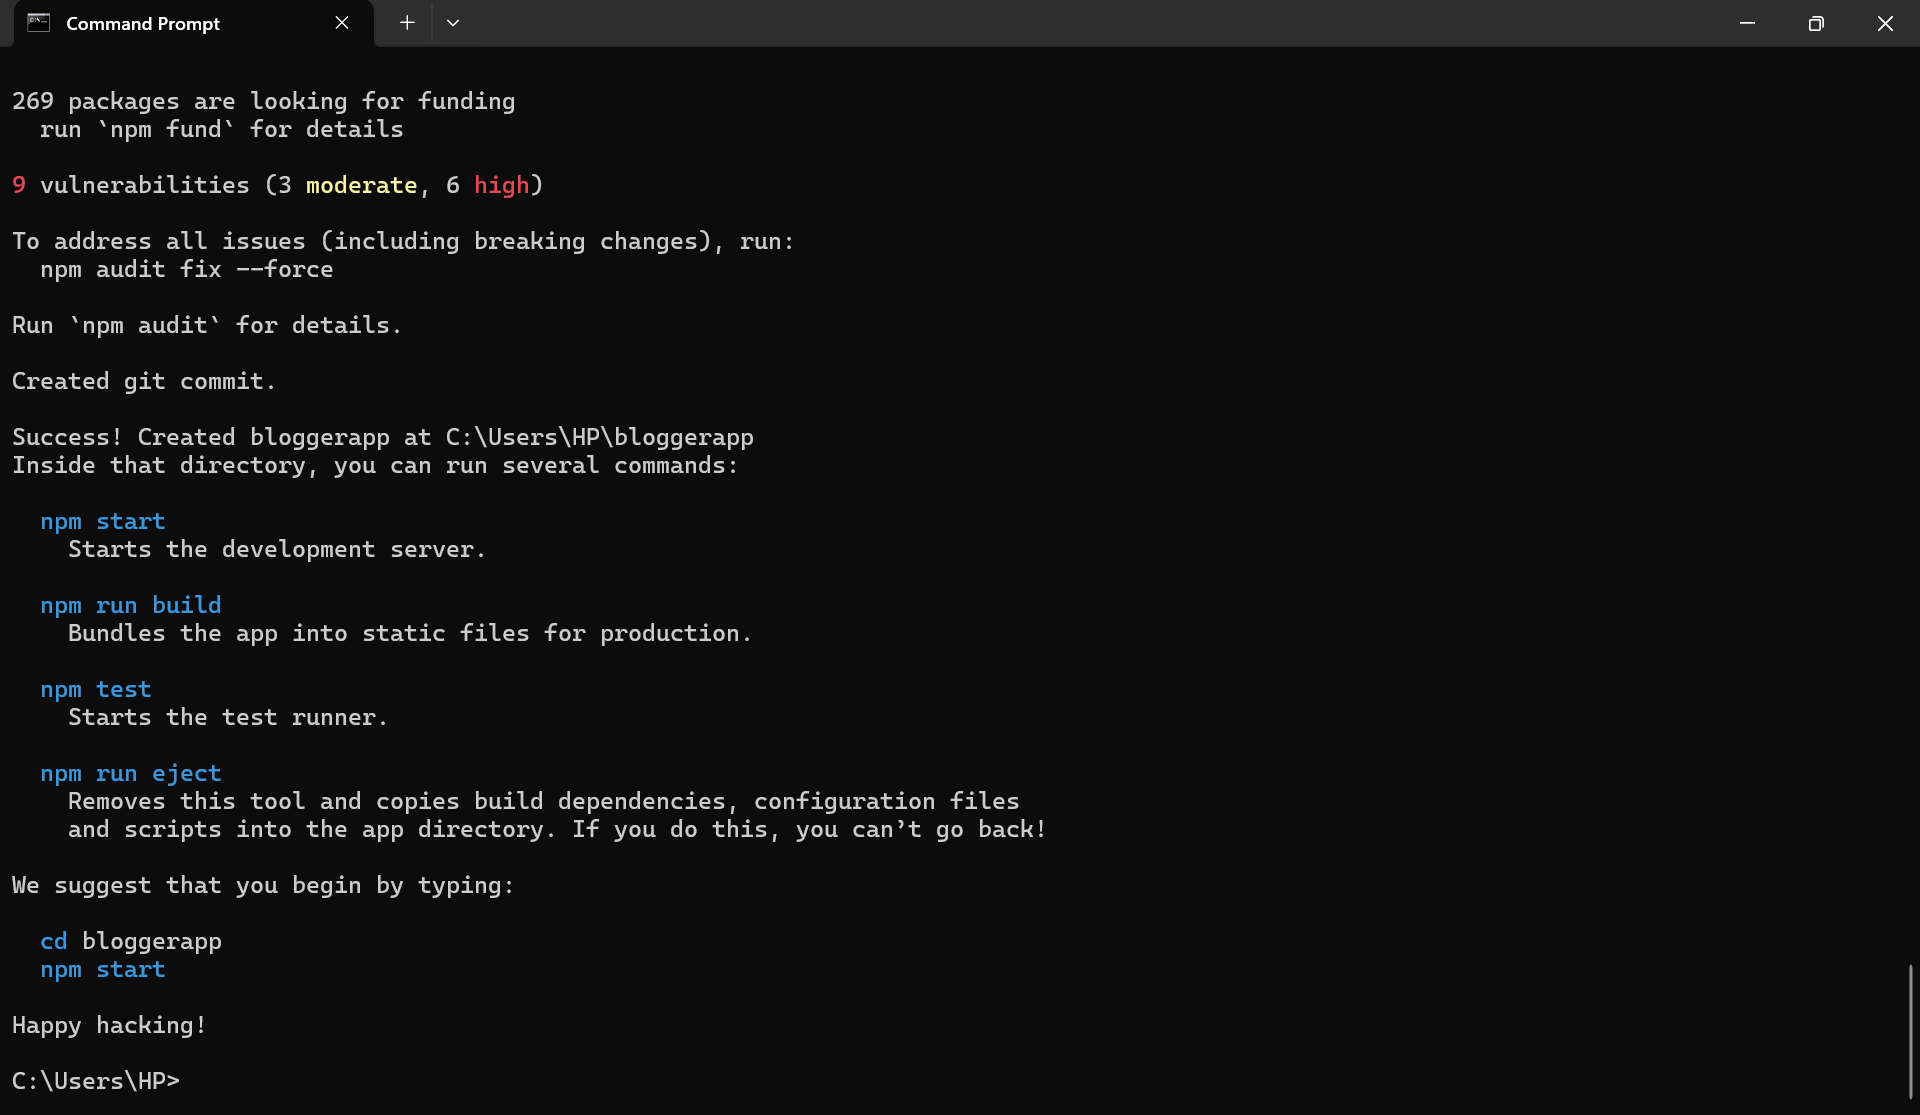 Command Prompt
269 packages are looking for funding
run `npm fund` for details
9 vulnerabilities (3 moderate, 6 high)
To address all issues (including breaking changes), run:
npm audit fix --force
Run `npm audit` for details.
Created git commit.
Success! Created bloggerapp at C:\Users\HP\bloggerapp
Inside that directory, you can run several commands:
npm start
Starts the development server.
npm run build
Bundles the app into static files for production.
npm test
Starts the test runner.
npm run eject
Removes this tool and copies build dependencies, configuration files
and scripts into the app directory. If you do this, you can’t go back!
We suggest that you begin by typing:
cd bloggerapp
npm start
Happy hacking!
C:\Users\HP>